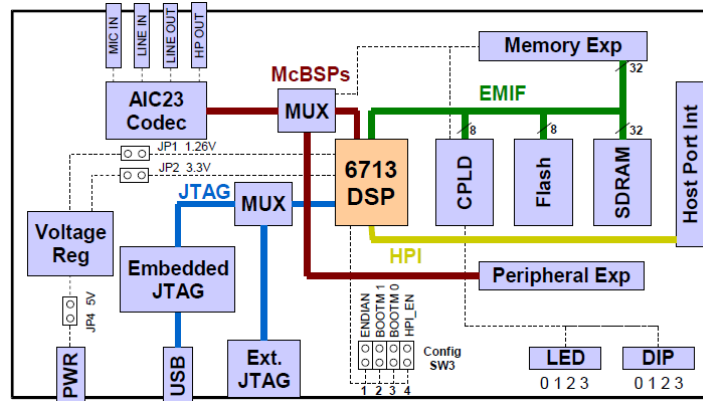 MIC IN
LINE IN
LINE OUT
HP OUT
AIC23
Codec
McBSPs
MUX
Memory Exp
32
EMIF
8
8
32
JP1 1.26V
JP2 3.3V
6713
DSP
CPLD
Flash
SDRAM
Host Port Int
JTAG
MUX
Voltage
Reg
Embedded
JTAG
HPI
Peripheral Exp
JP4 5V
ENDIAN
BOOTM 1
BOOTM 0
HPI_EN
Config
SW3
1 2 3 4
PWR
USB
Ext.
JTAG
LED
DIP
0 1 2 3
0 1 2 3